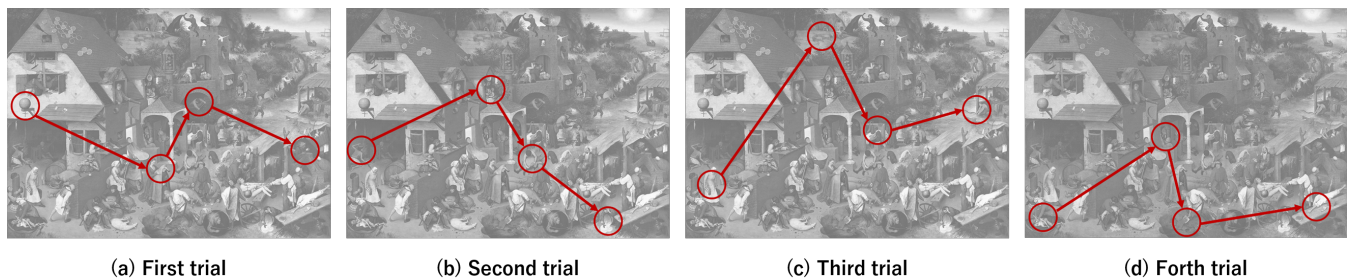 (a) First trial
(b) Second trial
(c) Third trial
(d) Forth trial